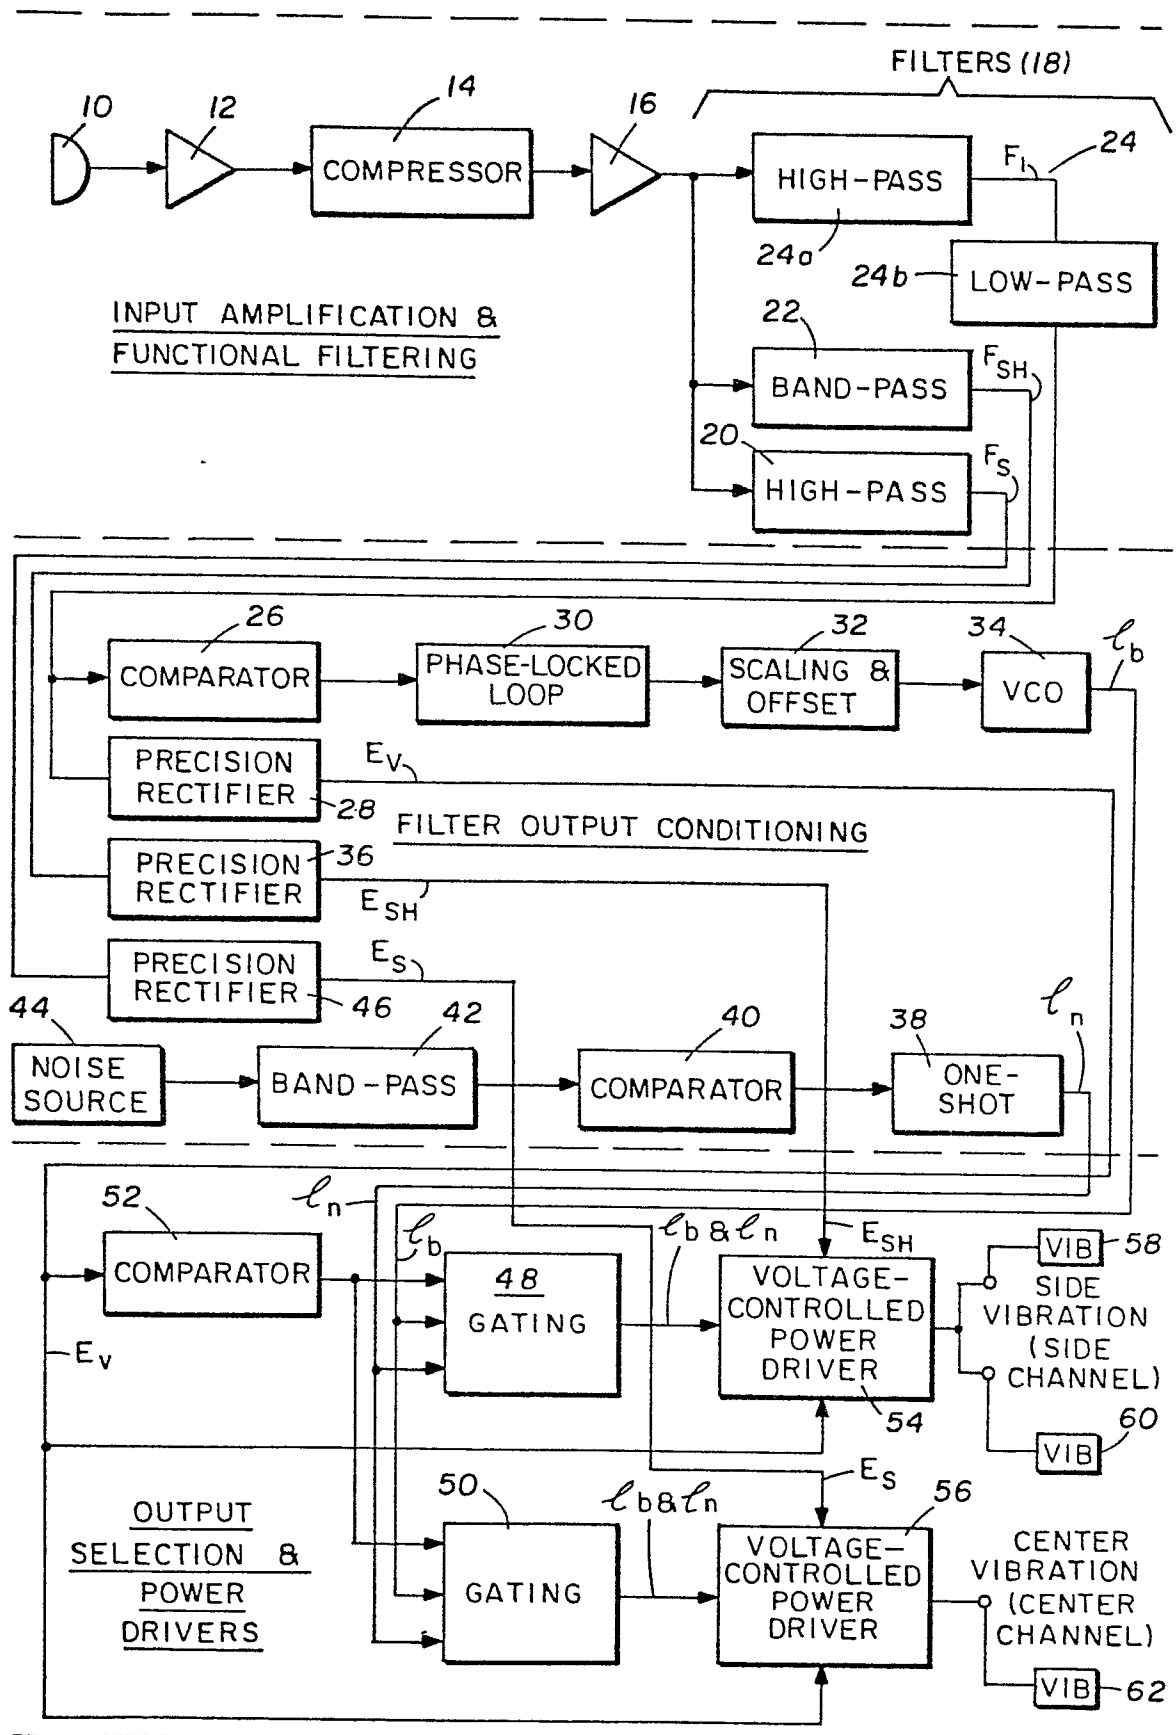 FILTERS (18)
10
12
14
16
COMPRESSOR
HIGH-PASS
24a
F1
24
24b
LOW-PASS
INPUT AMPLIFICATION &
FUNCTIONAL FILTERING
22
BAND-PASS
FSH
20
HIGH-PASS
FS
26
COMPARATOR
30
PHASE-LOCKED
LOOP
32
SCALING &
OFFSET
34
VCO
ℓb
PRECISION
RECTIFIER
28
EV
FILTER OUTPUT CONDITIONING
PRECISION
RECTIFIER
36
ESH
PRECISION
RECTIFIER
46
ES
44
NOISE
SOURCE
42
BAND-PASS
40
COMPARATOR
38
ONE-
SHOT
ℓn
52
COMPARATOR
ℓn
ℓb
48
GATING
ℓb & ℓn
ESH
VOLTAGE-
CONTROLLED
POWER
DRIVER
54
VIB
58
SIDE
VIBRATION
(SIDE
CHANNEL)
60
VIB
EV
OUTPUT
SELECTION &
POWER
DRIVERS
50
GATING
ℓb & ℓn
ES
56
VOLTAGE-
CONTROLLED
POWER
DRIVER
CENTER
VIBRATION
(CENTER
CHANNEL)
VIB
62